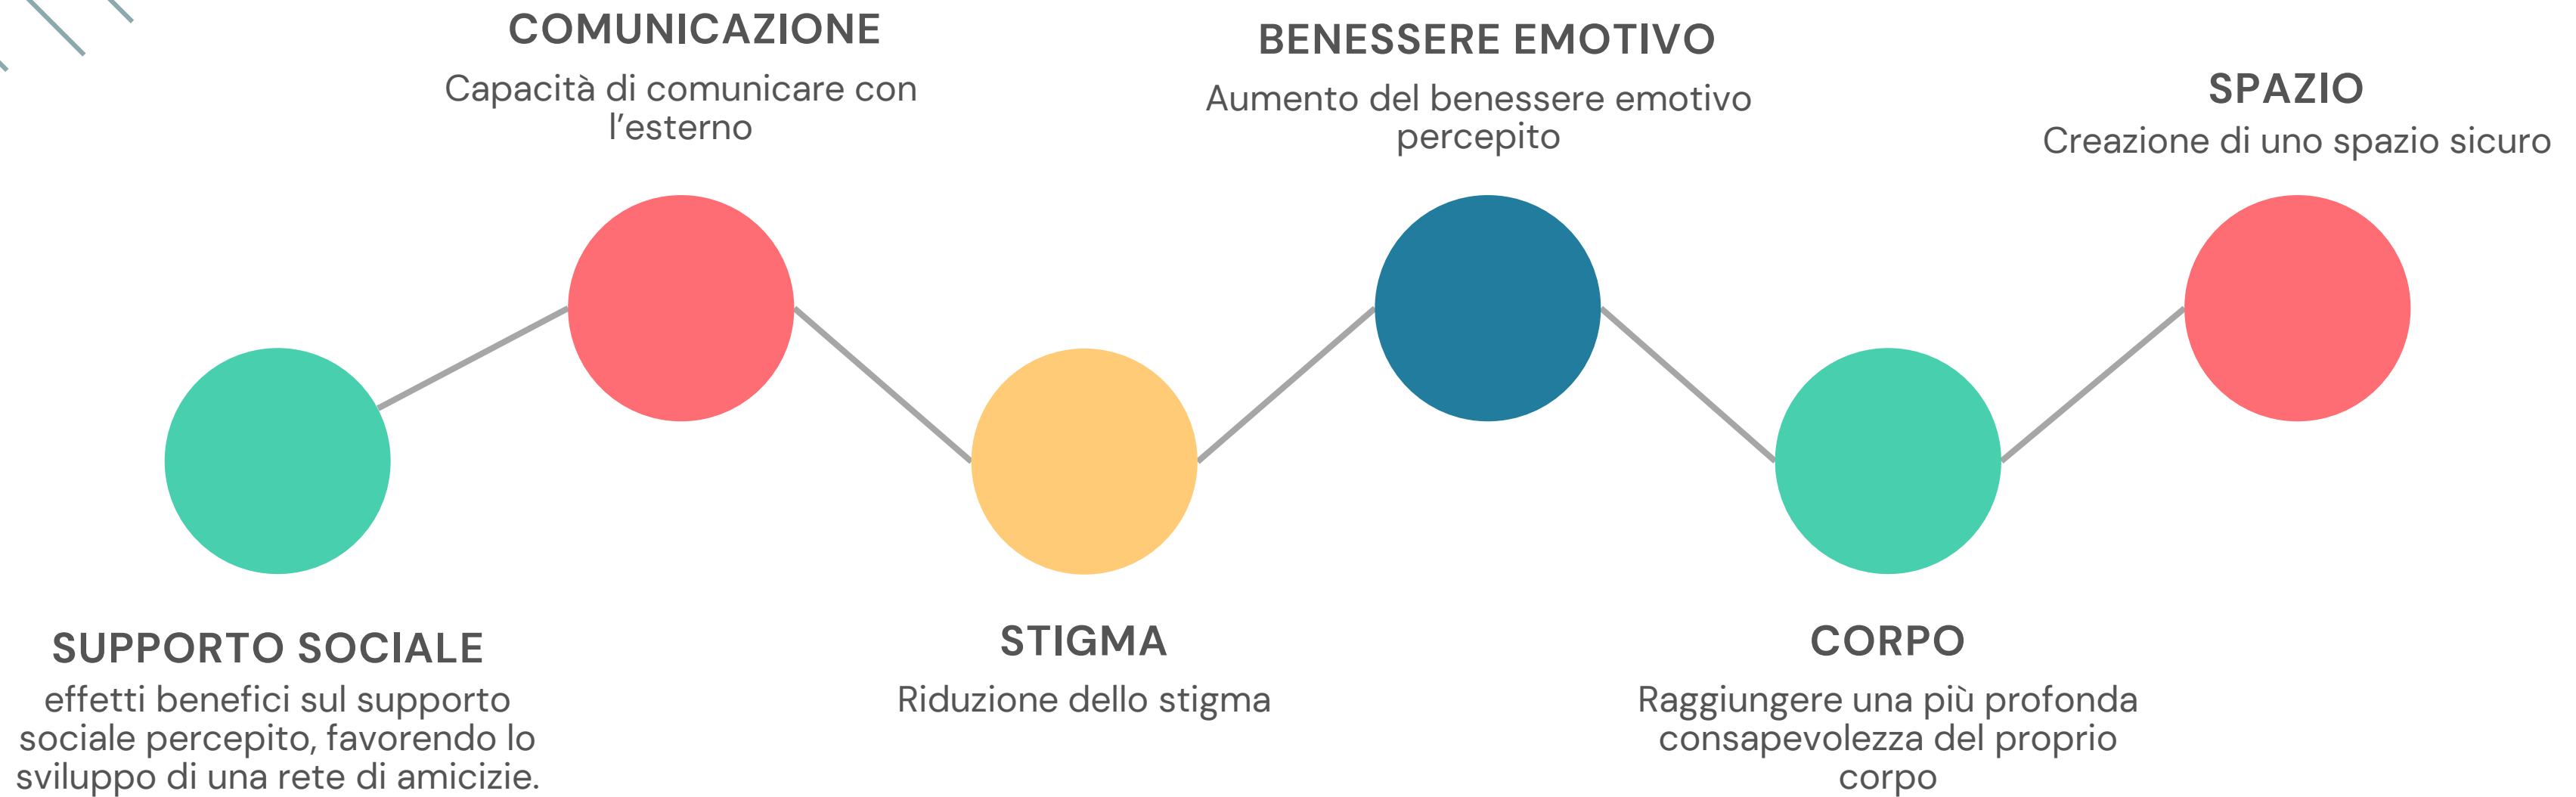 SUPPORTO SOCIALE
effetti benefici sul supporto
sociale percepito, favorendo lo
sviluppo di una rete di amicizie.
COMUNICAZIONE
Capacità di comunicare con
l’esterno
STIGMA
Riduzione dello stigma
BENESSERE EMOTIVO
Aumento del benessere emotivo
percepito
CORPO
Raggiungere una più profonda
consapevolezza del proprio
corpo
SPAZIO
Creazione di uno spazio sicuro